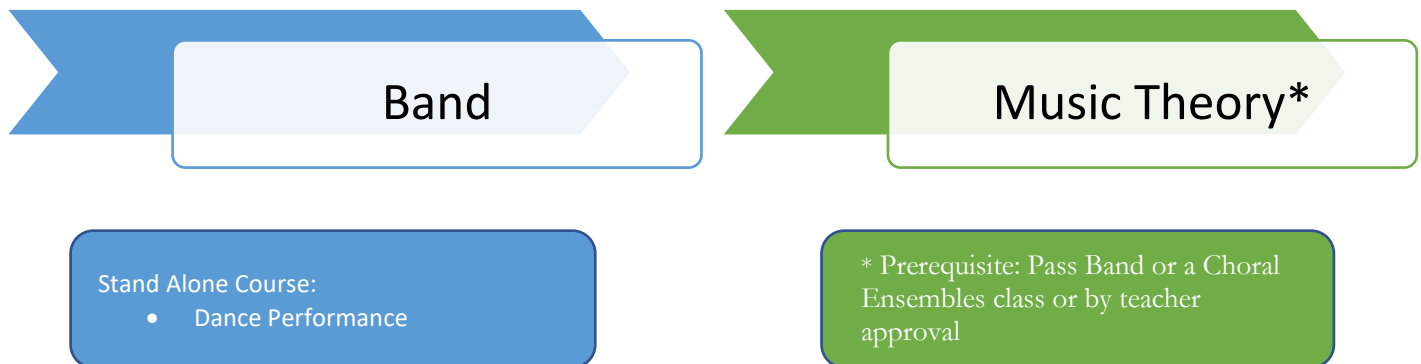 Band
Music Theory*
Stand Alone Course:
• Dance Performance
* Prerequisite: Pass Band or a Choral
Ensembles class or by teacher
approval